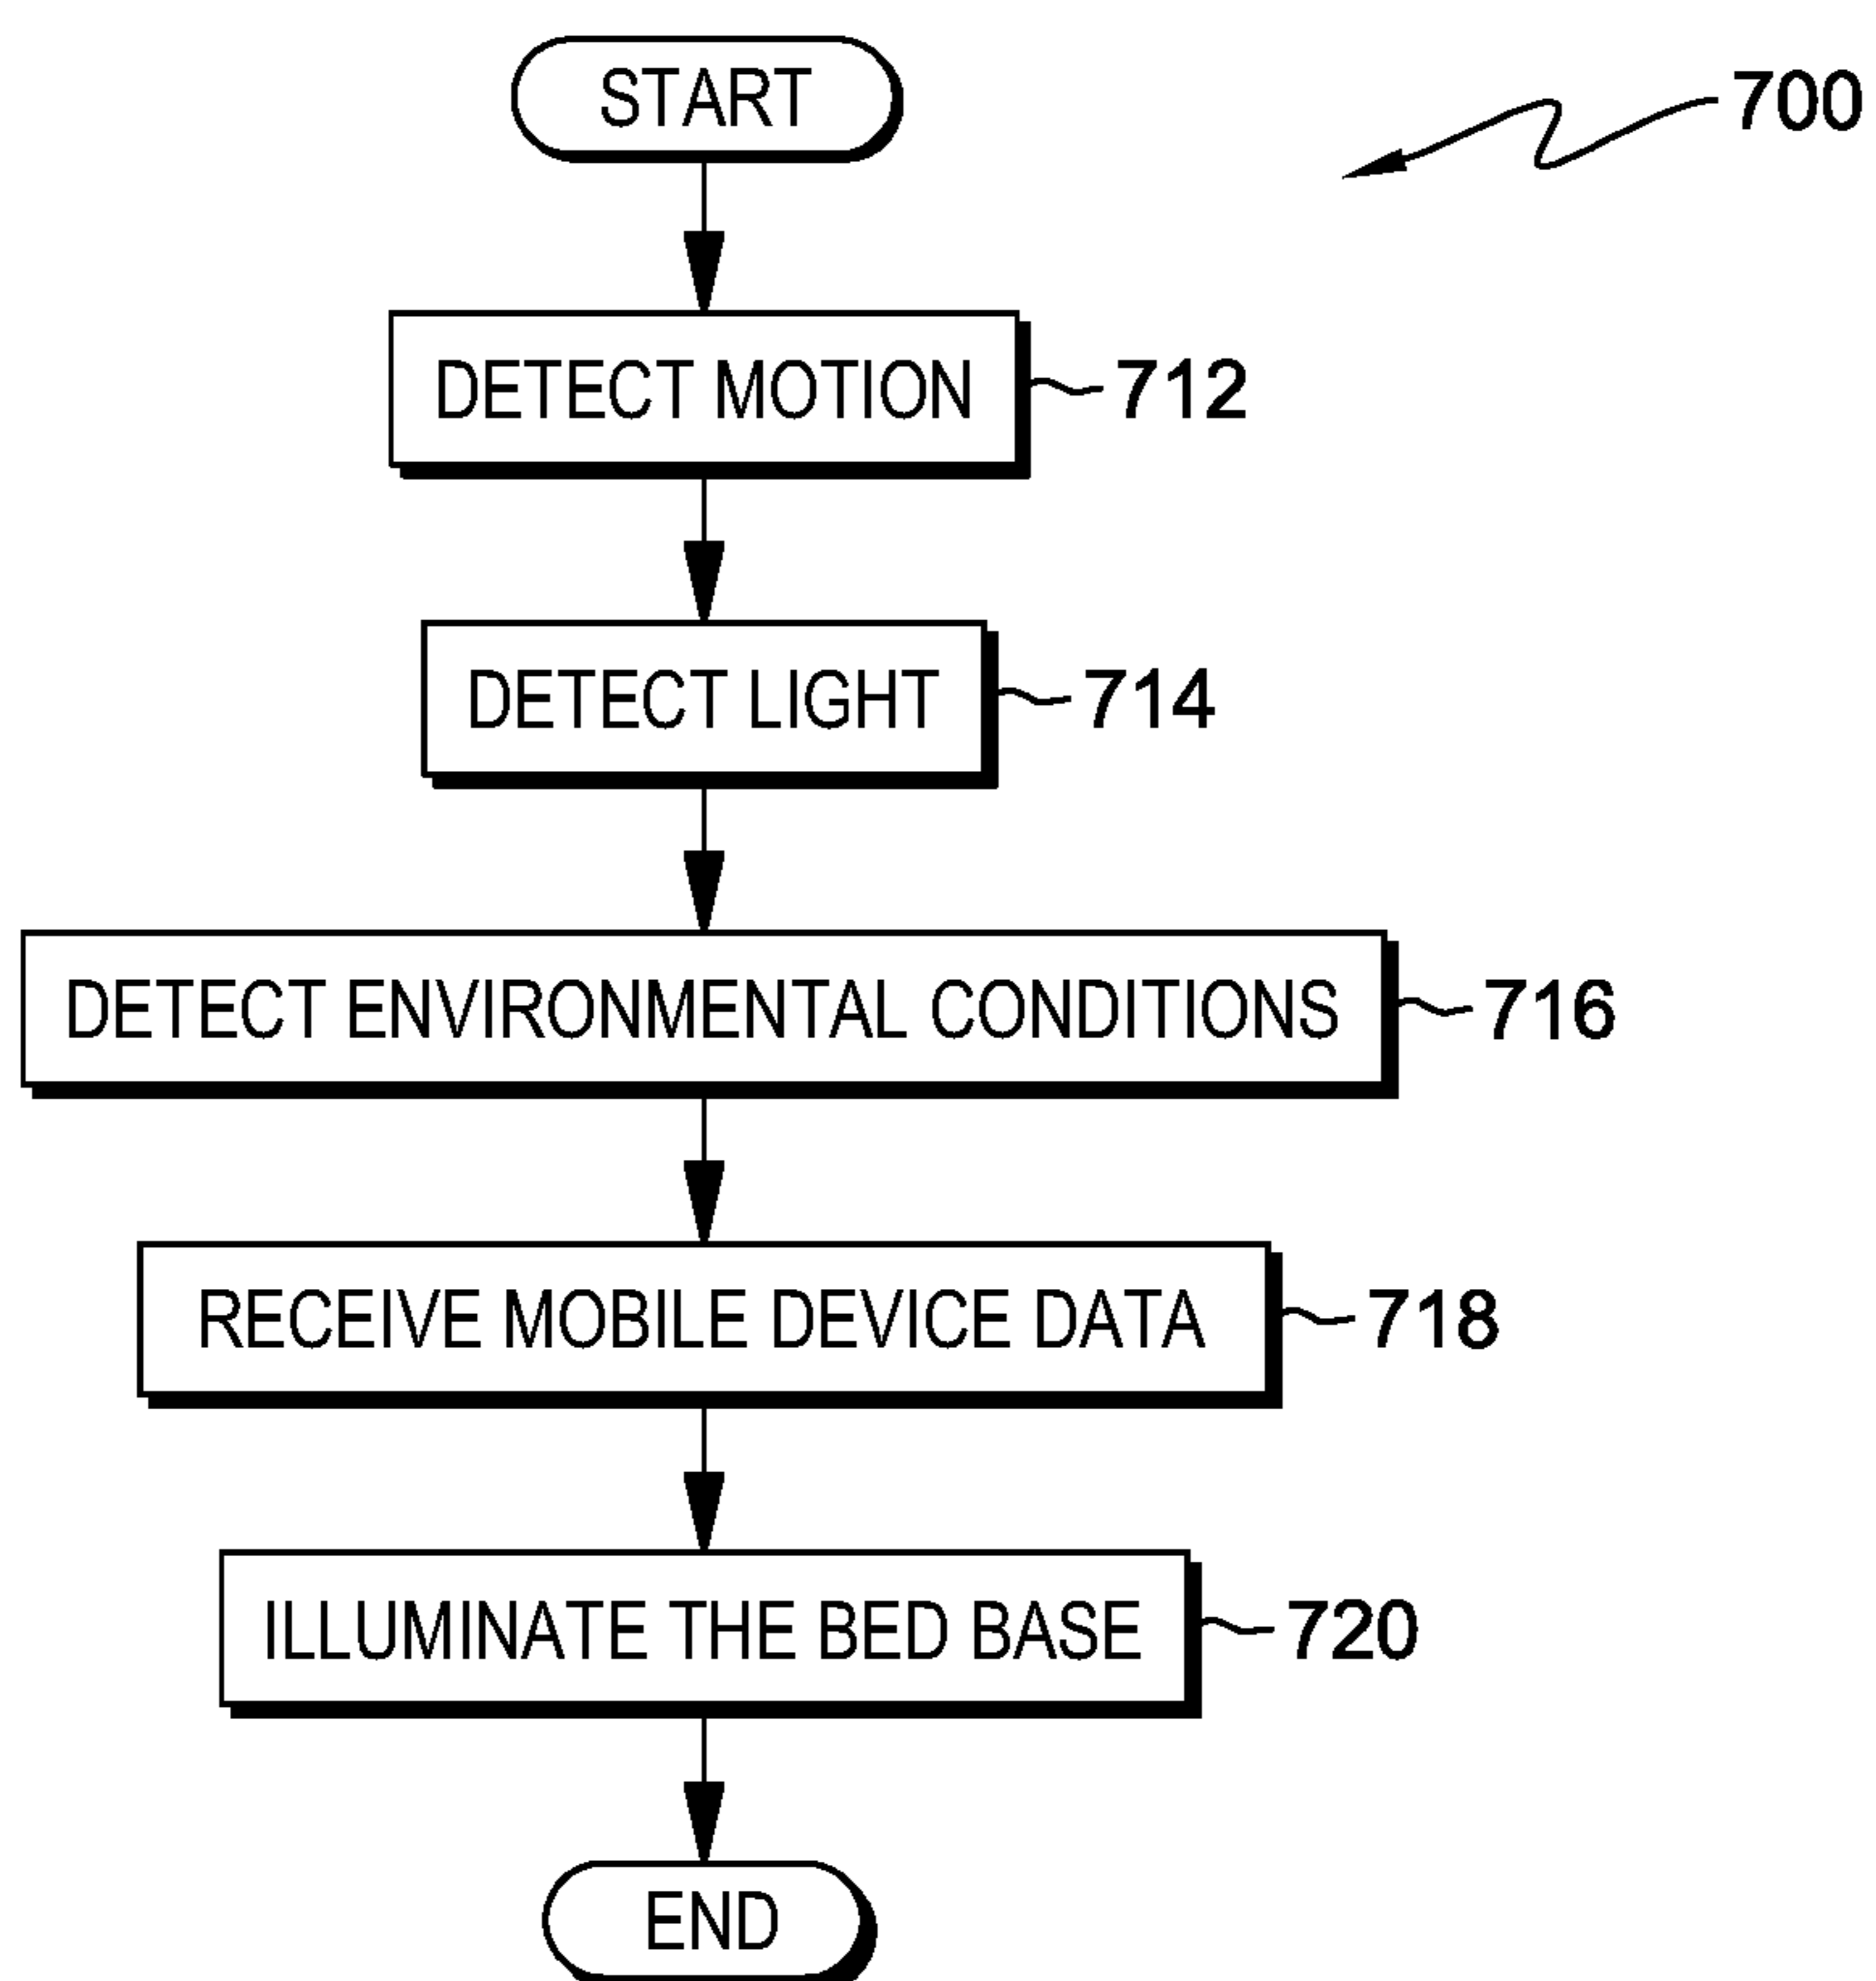 START
700
DETECT MOTION
712
DETECT LIGHT
714
DETECT ENVIRONMENTAL CONDITIONS
716
RECEIVE MOBILE DEVICE DATA
718
ILLUMINATE THE BED BASE
720
END